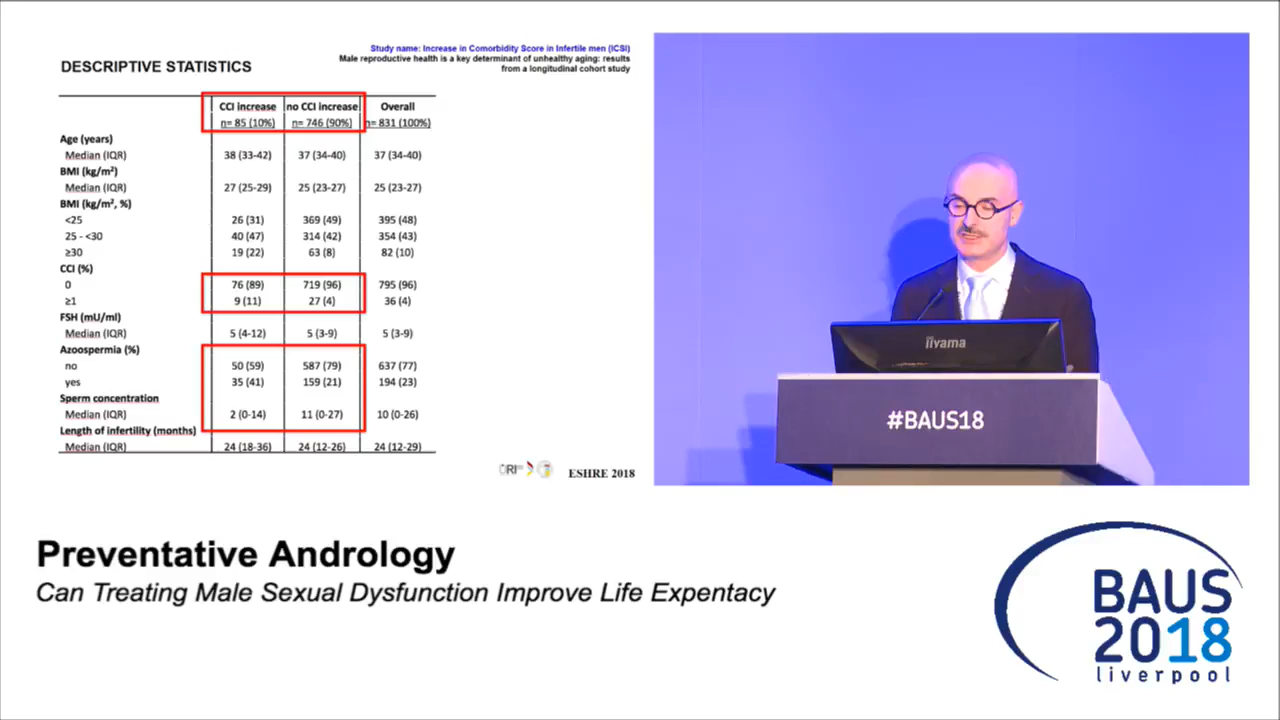 Study name: Increase in Comorbidity Score in Infertile men (ICSI)
Male reproductive health is a key determinant of unhealthy aging: results
from a longitudinal cohort study
DESCRIPTIVE STATISTICS
CCI increase no CCI increase Overall
n= 85 (10%) n= 746 (90%) n= 831 (100%)
Age (years)
Median (IQR) 38 (33-42) 37 (34-40) 37 (34-40)
BMI (kg/m²)
Median (IQR) 27 (25-29) 25 (23-27) 25 (23-27)
BMI (kg/m², %)
<25 26 (31) 369 (49) 395 (48)
25 - <30 40 (47) 314 (42) 354 (43)
≥30 19 (22) 63 (8) 82 (10)
CCI (%)
0 76 (89) 719 (96) 795 (96)
≥1 9 (11) 27 (4) 36 (4)
FSH (mU/ml)
Median (IQR) 5 (4-12) 5 (3-9) 5 (3-9)
Azoospermia (%)
no 50 (59) 587 (79) 637 (77)
yes 35 (41) 159 (21) 194 (23)
Sperm concentration
Median (IQR) 2 (0-14) 11 (0-27) 10 (0-26)
Length of infertility (months)
Median (IQR) 24 (18-36) 24 (12-26) 24 (12-29)
ESHRE 2018
iiyama
#BAUS18
Preventative Andrology
Can Treating Male Sexual Dysfunction Improve Life Expentacy
BAUS
2018
liverpool